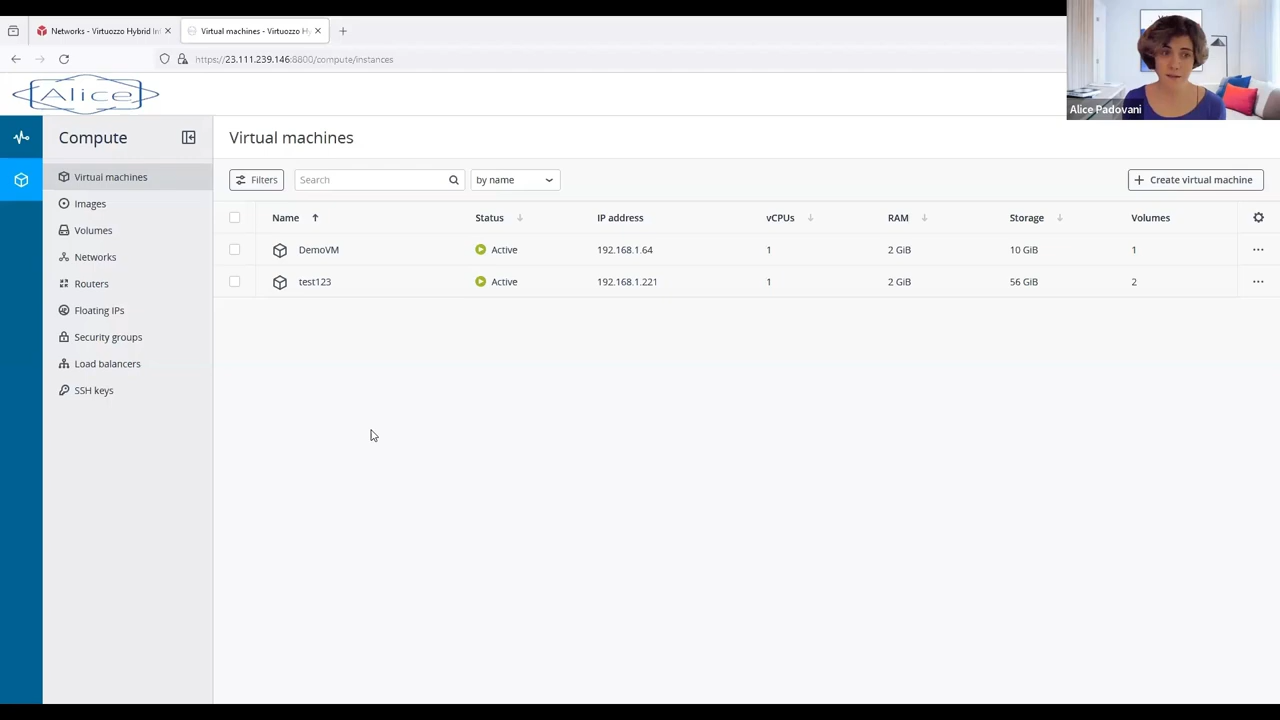 Networks - Virtuozzo Hybrid In
Virtual machines - Virtuozzo Hy
https://23.111.239.146:8800/compute/instances
Alice
Alice Padovani
Compute
Virtual machines
Images
Volumes
Networks
Routers
Floating IPs
Security groups
Load balancers
SSH keys
Virtual machines
Filters
Search
by name
Create virtual machine
Name Status IP address vCPUs RAM Storage Volumes
DemoVM Active 192.168.1.64 1 2 GiB 10 GiB 1
test123 Active 192.168.1.221 1 2 GiB 56 GiB 2